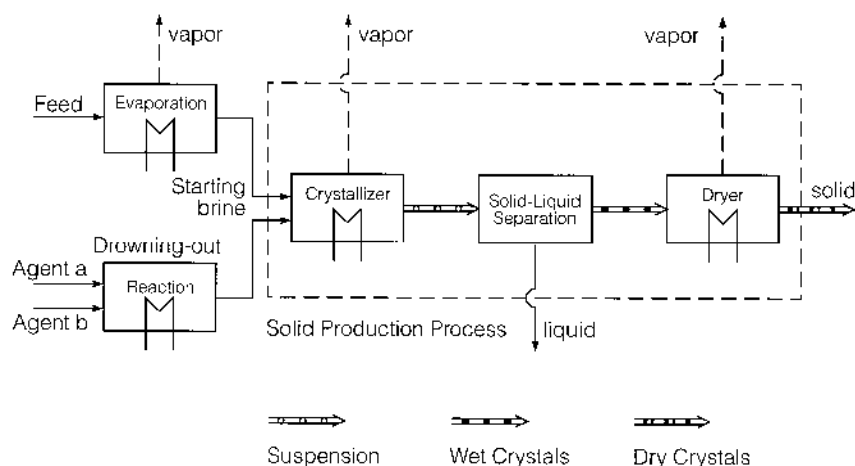 vapor
vapor
vapor
Feed
Evaporation
Starting
brine
Crystallizer
Solid-Liquid
Separation
Dryer
solid
Drowning-out
Agent a
Reaction
Agent b
Solid Production Process
liquid
Suspension
Wet Crystals
Dry Crystals